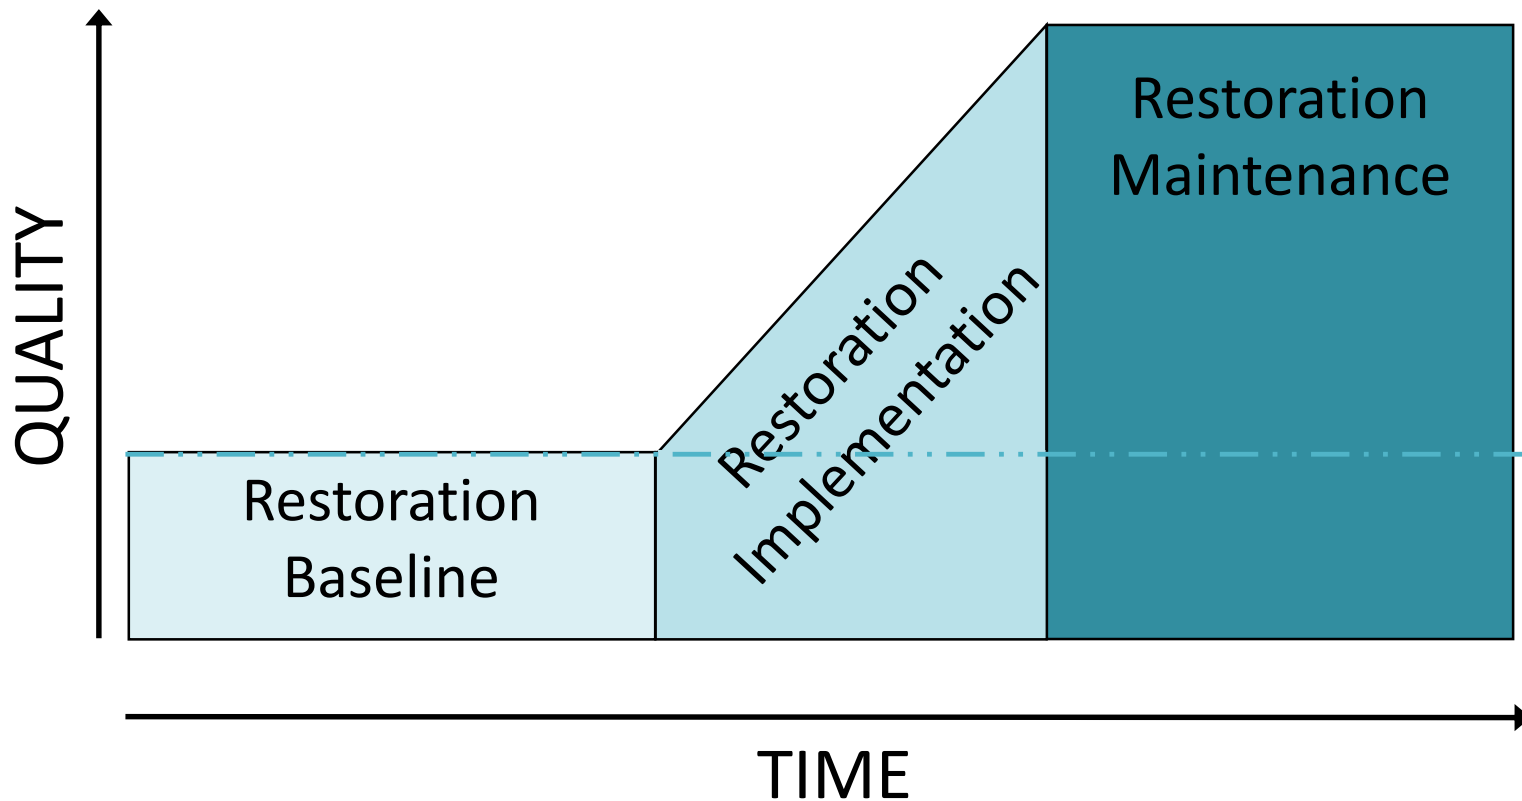 QUALITY
Restoration
Baseline
Restoration
Implementation
Restoration
Maintenance
TIME